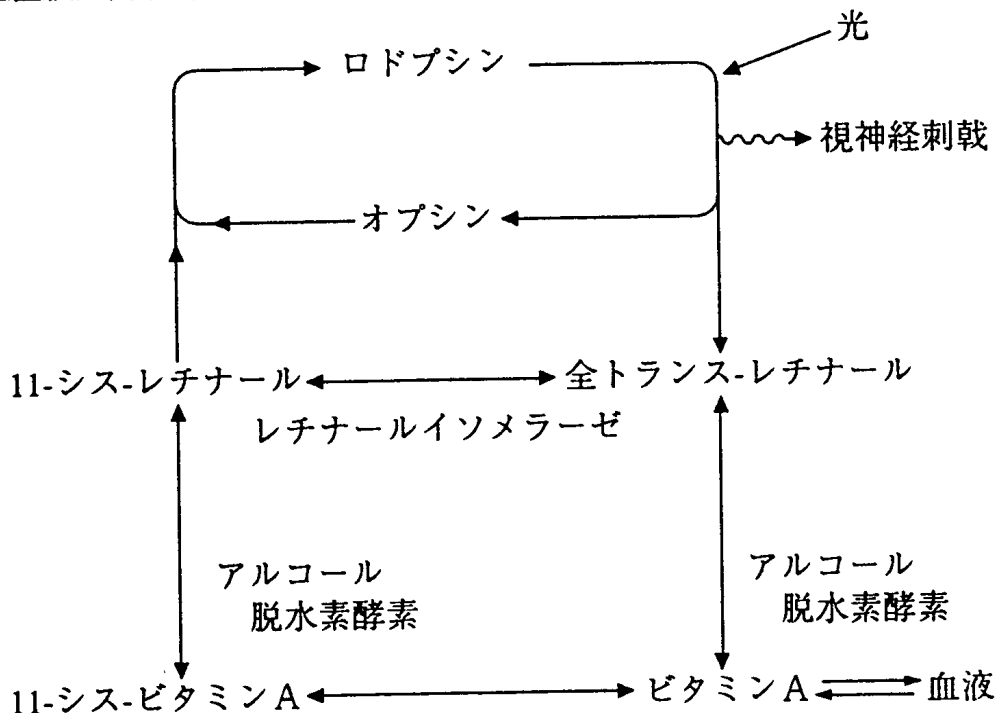 光
ロドプシン
視神経刺戟
オプシン
11-シス-レチナール
全トランス-レチナール
レチナールイソメラーゼ
アルコール
脱水素酵素
アルコール
脱水素酵素
11-シス-ビタミンA
ビタミンA
血液